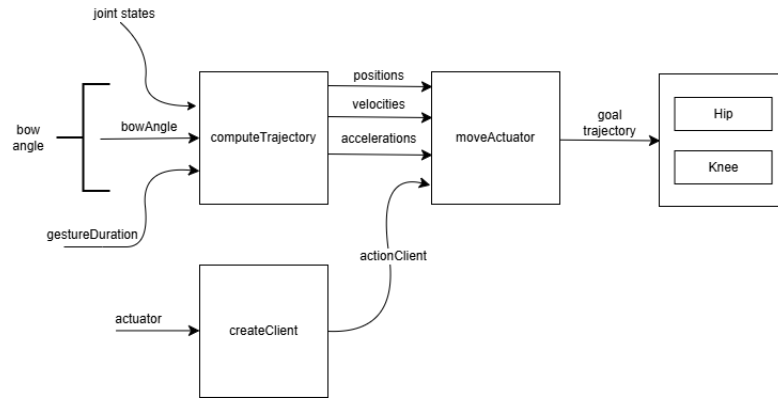 joint states
bow
angle
bowAngle
gestureDuration
computeTrajectory
positions
velocities
accelerations
moveActuator
goal
trajectory
Hip
Knee
actionClient
actuator
createClient